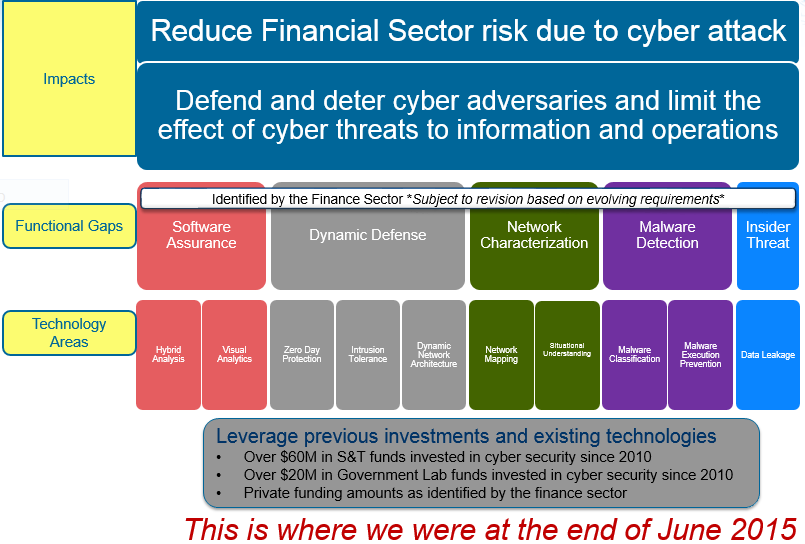 Impacts
Reduce Financial Sector risk due to cyber attack
Defend and deter cyber adversaries and limit the
effect of cyber threats to information and operations
Identified by the Finance Sector *Subject to revision based on evolving requirements*
Functional Gaps
Software
Assurance
Dynamic Defense
Network
Characterization
Malware
Detection
Insider
Threat
Technology
Areas
Hybrid
Analysis
Visual
Analytics
Zero Day
Protection
Intrusion
Tolerance
Dynamic
Network
Architecture
Network
Mapping
Situational
Understanding
Malware
Classification
Malware
Execution
Prevention
Data Leakage
Leverage previous investments and existing technologies
• Over $60M in S&T funds invested in cyber security since 2010
• Over $20M in Government Lab funds invested in cyber security since 2010
• Private funding amounts as identified by the finance sector
This is where we were at the end of June 2015